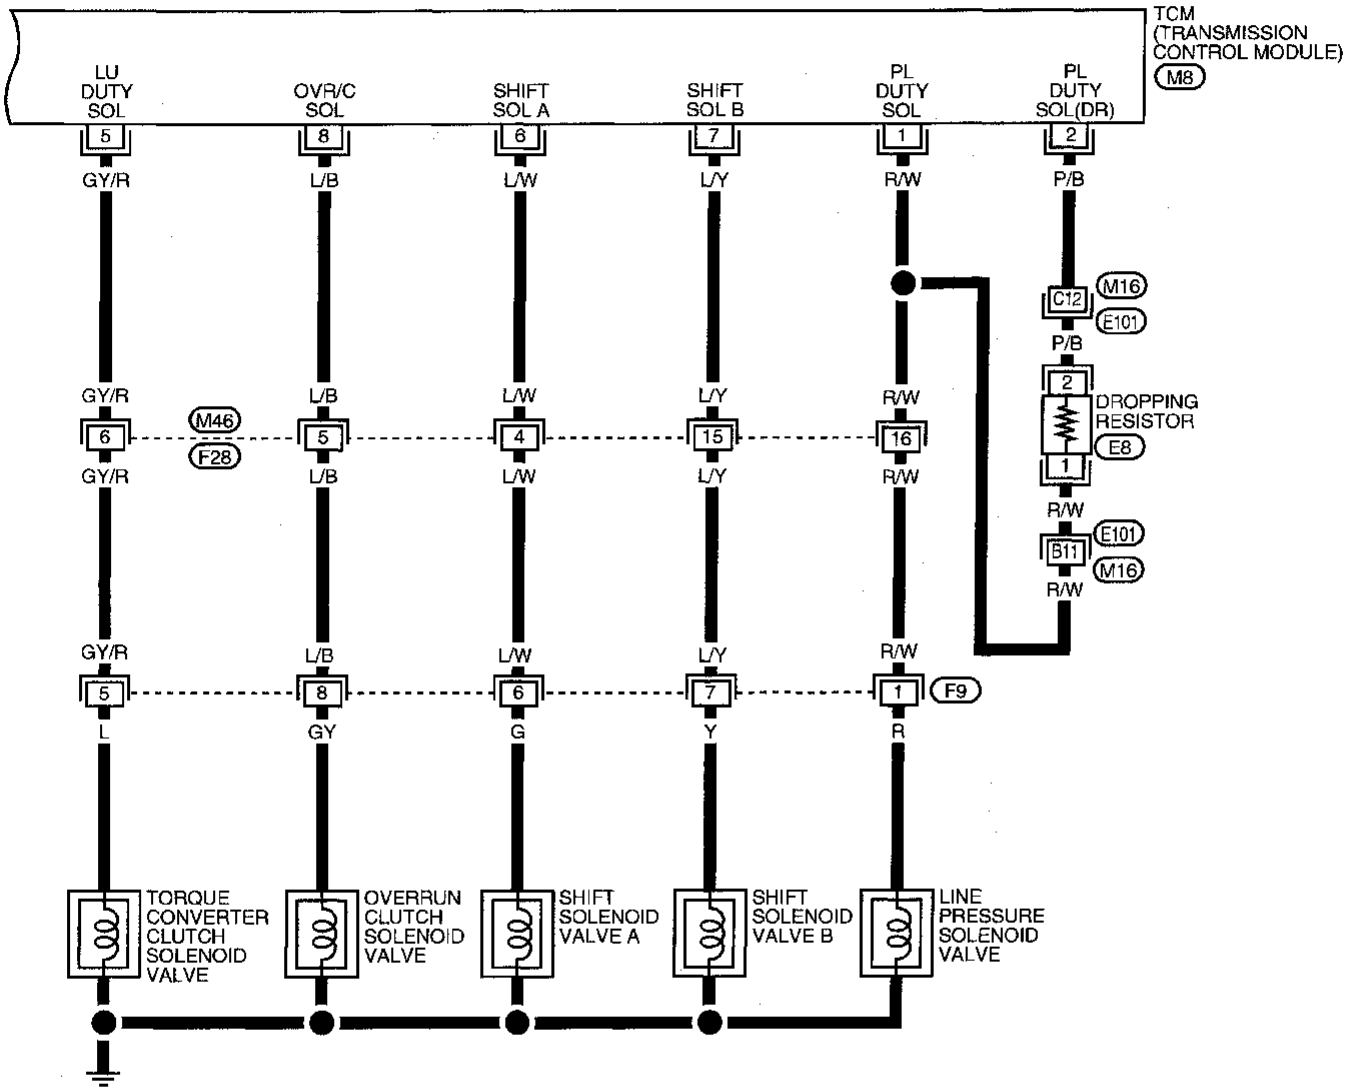 TCM
(TRANSMISSION
CONTROL MODULE)
M8
LU
DUTY
SOL
OVR/C
SOL
SHIFT
SOL A
SHIFT
SOL B
PL
DUTY
SOL
PL
DUTY
SOL(DR)
5 8 6 7 1 2
GY/R L/B L/W L/Y R/W P/B
C12 M16
E101
P/B
2
DROPPING
RESISTOR
E8
1
R/W
E101
B11
M16
R/W
GY/R L/B L/W L/Y R/W
M46
6 5 4 15 16
F28
GY/R L/B L/W L/Y R/W
GY/R L/B L/W L/Y R/W
5 8 6 7 1 F9
L GY G Y R
TORQUE
CONVERTER
CLUTCH
SOLENOID
VALVE
OVERRUN
CLUTCH
SOLENOID
VALVE
SHIFT
SOLENOID
VALVE A
SHIFT
SOLENOID
VALVE B
LINE
PRESSURE
SOLENOID
VALVE